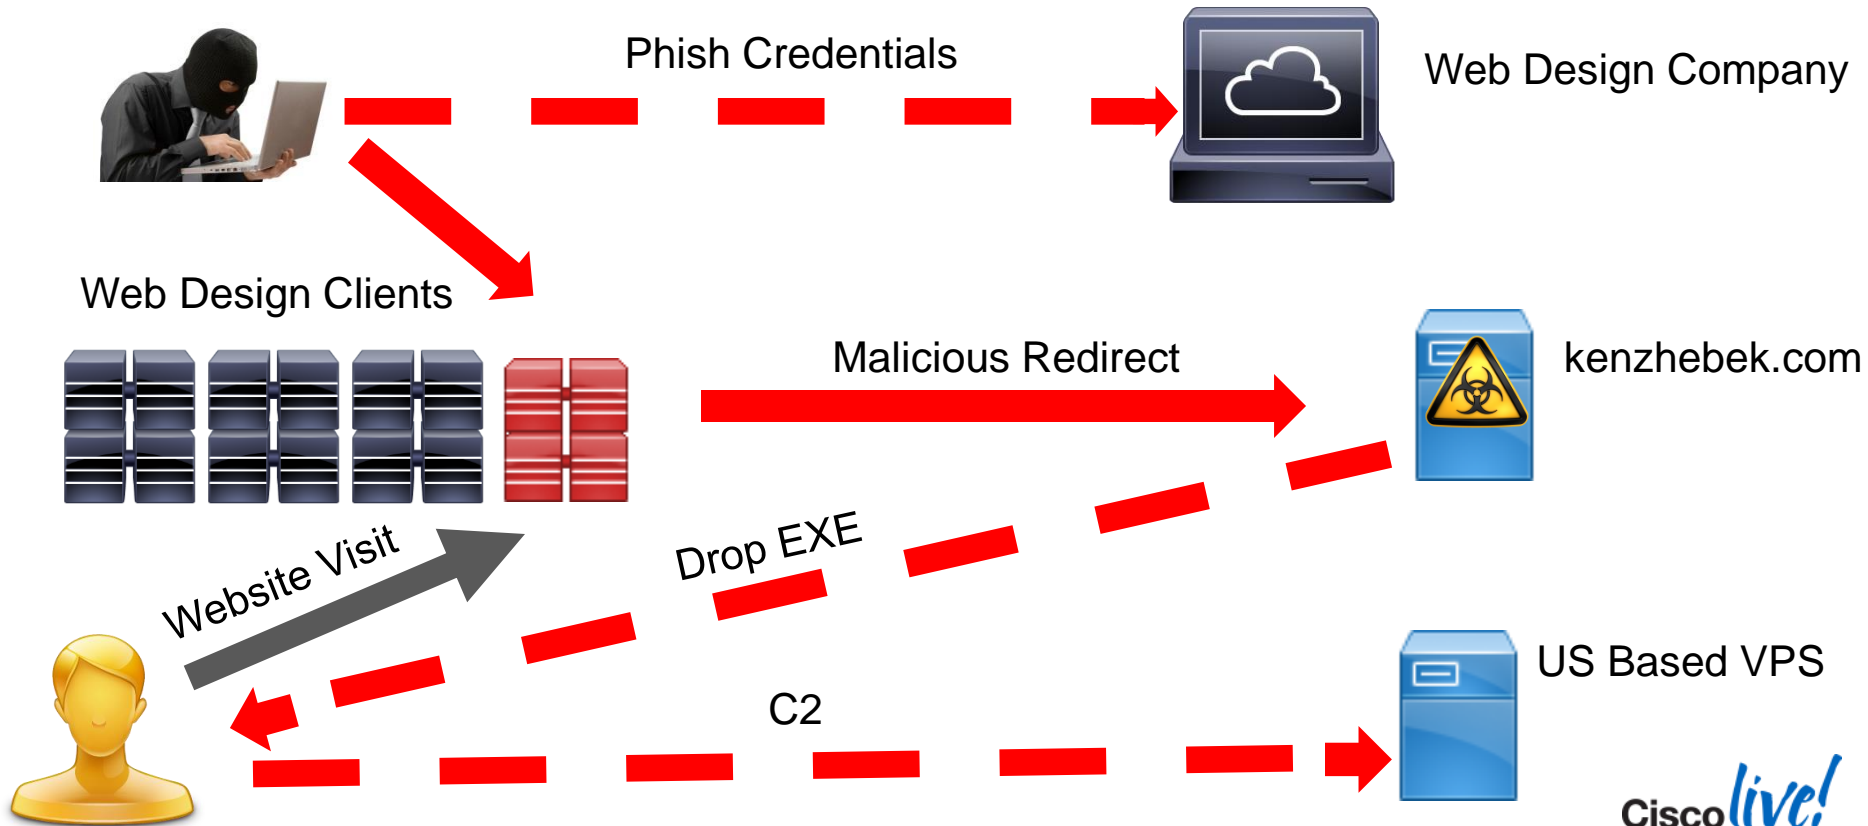 Phish Credentials
Web Design Company
Web Design Clients
Malicious Redirect
kenzhebek.com
Drop EXE
Website Visit
US Based VPS
C2
Cisco live!